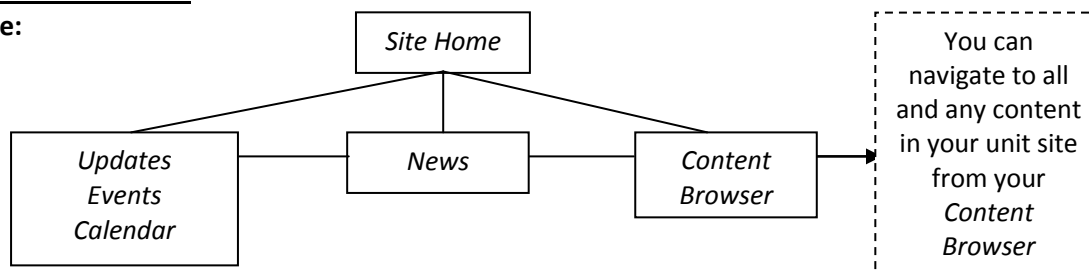 e:
Site Home
Updates
Events
Calendar
News
Content
Browser
You can
navigate to all
and any content
in your unit site
from your
Content
Browser